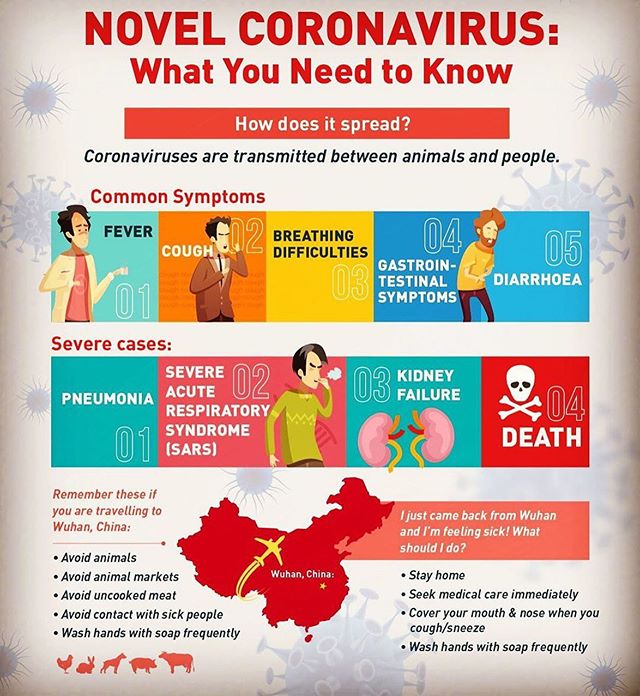 NOVEL CORONAVIRUS:
What You Need to Know
How does it spread?
Coronaviruses are transmitted between animals and people.
Common Symptoms
FEVER
01
COUGH
02
BREATHING
DIFFICULTIES
03
04
GASTROIN-
TESTINAL
SYMPTOMS
05
DIARRHOEA
Severe cases:
PNEUMONIA
01
SEVERE
ACUTE
RESPIRATORY
SYNDROME
(SARS)
02
03
KIDNEY
FAILURE
04
DEATH
Remember these if
you are travelling to
Wuhan, China:
• Avoid animals
• Avoid animal markets
• Avoid uncooked meat
• Avoid contact with sick people
• Wash hands with soap frequently
Wuhan, China:
I just came back from Wuhan
and I'm feeling sick! What
should I do?
• Stay home
• Seek medical care immediately
• Cover your mouth & nose when you
cough/sneeze
• Wash hands with soap frequently